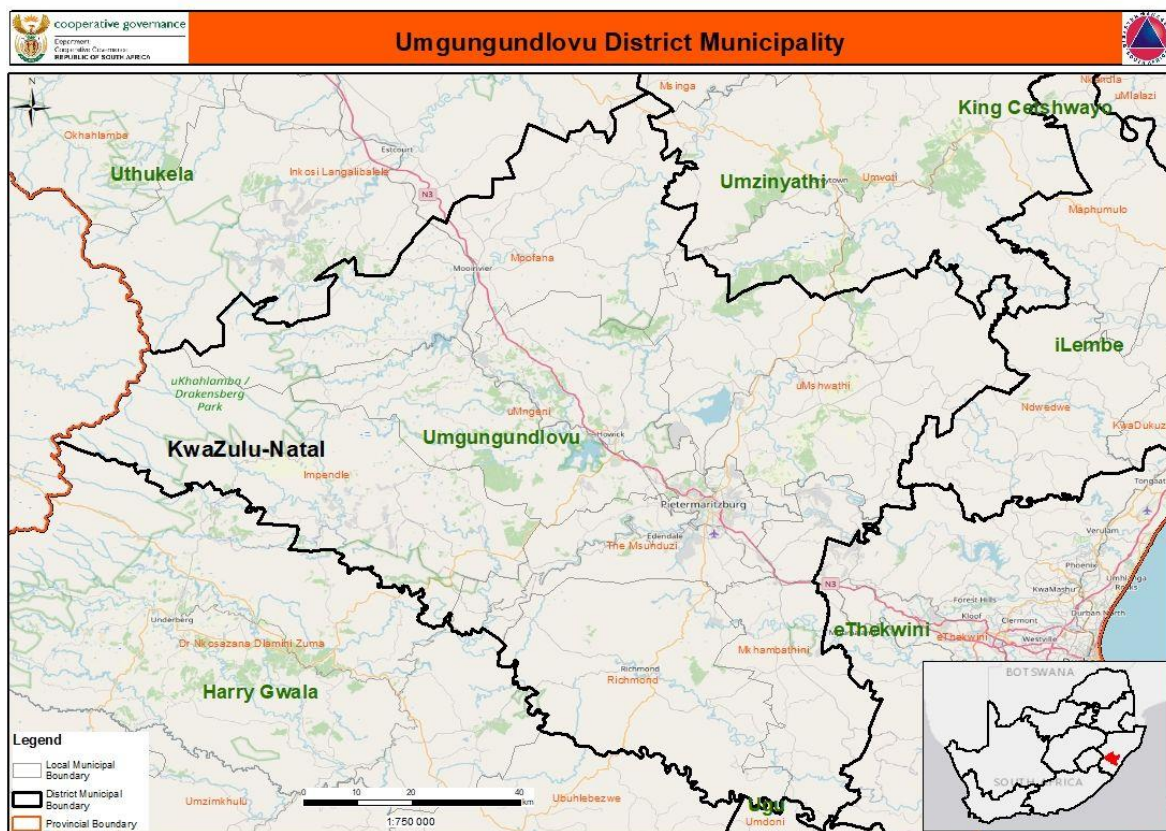 cooperative governance
Department:
Cooperative Governance
REPUBLIC OF SOUTH AFRICA
Umgungundlovu District Municipality
N
Msinga
Nkandla
uMlalazi
King Cetshwayo
Okhahlamba
Estcourt
Uthukela
Inkosi Langalibalele
N3
Umzinyathi
Umvoti
Maphumulo
Mpofana
Mooirivier
iLembe
uKhahlamba /
Drakensberg
Park
uMshwathi
uMngeni
Ndwedwe
KwaDukuza
Umgungundlovu
Howick
KwaZulu-Natal
Impendle
Tongaat
Pietermaritzburg
Verulam
Edendale
The Msunduzi
Phoenix
N3
KwaMashu
Umhlanga
Rocks
Forest Hills
Durban North
Kloof
Clermont
Underberg
eThekwini
eThekwini
Westville
Dr Nkosazana Dlamini Zuma
Mkhambathini
Richmond
Richmond
Harry Gwala
BOTSWANA
SOUTH AFRICA
Legend
Local Municipal
Boundary
District Municipal
Boundary
Provincial Boundary
Umzimkhulu
0 10 20 40
km
1:750 000
Ubuhlebezwe
Ugu
Umdoni